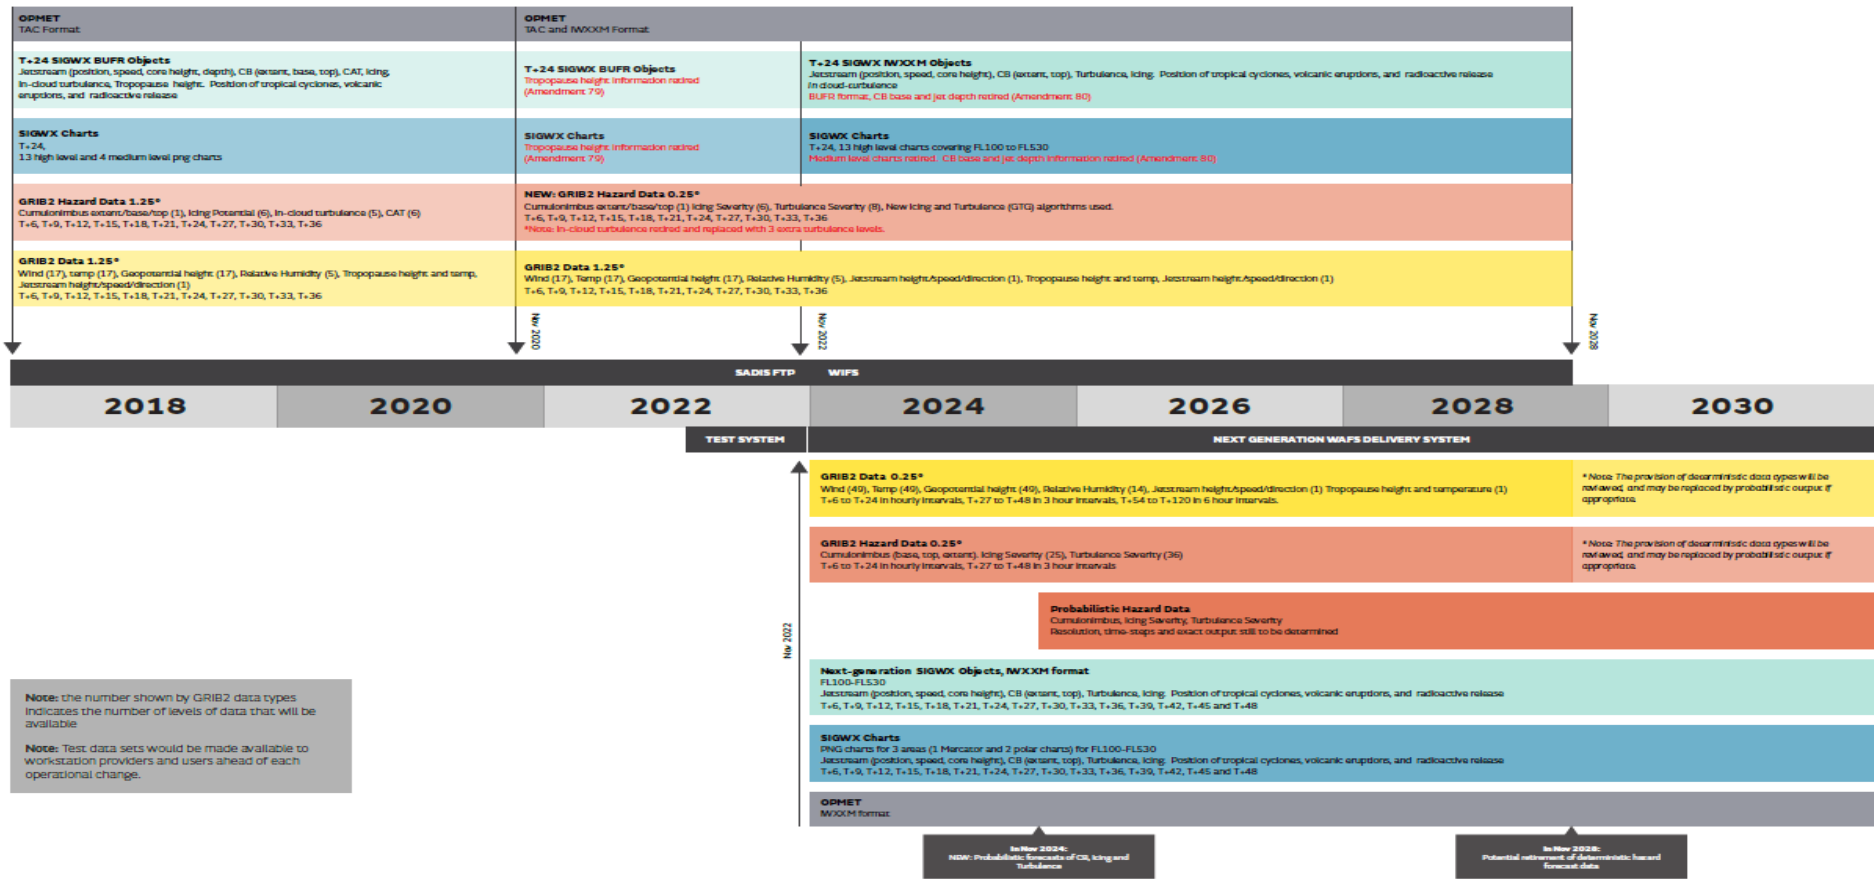 OPMET
TAC Format
OPMET
TAC and IWXXM Format
T+24 SIGWX BUFR Objects
Jetstream (position, speed, core height, depth), CB (extent, base, top), CAT, Icing,
In-cloud turbulence, Tropopause height. Position of tropical cyclones, volcanic
eruptions, and radioactive release
T+24 SIGWX BUFR Objects
Tropopause height information retired
(Amendment 79)
T+24 SIGWX IWXXM Objects
Jetstream (position, speed, core height), CB (extent, top), Turbulence, Icing. Position of tropical cyclones, volcanic eruptions, and radioactive release
In cloud-turbulence
BUFR format, CB base and jet depth retired (Amendment 80)
SIGWX Charts
T+24,
13 high level and 4 medium level png charts
SIGWX Charts
Tropopause height information retired
(Amendment 79)
SIGWX Charts
T+24, 13 high level charts covering FL100 to FL530
Medium level charts retired. CB base and jet depth information retired (Amendment 80)
GRIB2 Hazard Data 1.25°
Cumulonimbus extent/base/top (1), Icing Potential (6), In-cloud turbulence (5), CAT (6)
T+6, T+9, T+12, T+15, T+18, T+21, T+24, T+27, T+30, T+33, T+36
NEW: GRIB2 Hazard Data 0.25°
Cumulonimbus extent/base/top (1) Icing Severity (6), Turbulence Severity (8), New Icing and Turbulence (GTG) algorithms used.
T+6, T+9, T+12, T+15, T+18, T+21, T+24, T+27, T+30, T+33, T+36
*Note: In-cloud turbulence retired and replaced with 3 extra turbulence levels.
GRIB2 Data 1.25°
Wind (17), temp (17), Geopotential height (17), Relative Humidity (5), Tropopause height and temp,
Jetstream height/speed/direction (1)
T+6, T+9, T+12, T+15, T+18, T+21, T+24, T+27, T+30, T+33, T+36
GRIB2 Data 1.25°
Wind (17), Temp (17), Geopotential height (17), Relative Humidity (5), Jetstream height/speed/direction (1), Tropopause height and temp, Jetstream height/speed/direction (1)
T+6, T+9, T+12, T+15, T+18, T+21, T+24, T+27, T+30, T+33, T+36
Nov 2020
Nov 2022
Nov 2028
SADIS FTP WIFS
2018 2020 2022 2024 2026 2028 2030
TEST SYSTEM
NEXT GENERATION WAFS DELIVERY SYSTEM
Nov 2022
GRIB2 Data 0.25°
Wind (49), Temp (49), Geopotential height (49), Relative Humidity (14), Jetstream height/speed/direction (1) Tropopause height and temperature (1)
T+6 to T+24 in hourly intervals, T+27 to T+48 in 3 hour intervals, T+54 to T+120 in 6 hour intervals.
* Note: The provision of deterministic data types will be
reviewed, and may be replaced by probabilistic output if
appropriate.
GRIB2 Hazard Data 0.25°
Cumulonimbus (base, top, extent). Icing Severity (25), Turbulence Severity (36)
T+6 to T+24 in hourly intervals, T+27 to T+48 in 3 hour intervals
* Note: The provision of deterministic data types will be
reviewed, and may be replaced by probabilistic output if
appropriate.
Probabilistic Hazard Data
Cumulonimbus, Icing Severity, Turbulence Severity
Resolution, time-steps and exact output still to be determined
Next-generation SIGWX Objects, IWXXM format
FL100-FL530
Jetstream (position, speed, core height), CB (extent, top), Turbulence, Icing. Position of tropical cyclones, volcanic eruptions, and radioactive release
T+6, T+9, T+12, T+15, T+18, T+21, T+24, T+27, T+30, T+33, T+36, T+39, T+42, T+45 and T+48
SIGWX Charts
PNG charts for 3 areas (1 Mercator and 2 polar charts) for FL100-FL530
Jetstream (position, speed, core height), CB (extent, top), Turbulence, Icing. Position of tropical cyclones, volcanic eruptions, and radioactive release
T+6, T+9, T+12, T+15, T+18, T+21, T+24, T+27, T+30, T+33, T+36, T+39, T+42, T+45 and T+48
OPMET
IWXXM format
Note: the number shown by GRIB2 data types
indicates the number of levels of data that will be
available
Note: Test data sets would be made available to
workstation providers and users ahead of each
operational change.
In Nov 2024:
NEW: Probabilistic forecasts of CB, Icing and
Turbulence
In Nov 2028:
Potential retirement of deterministic hazard
forecast data